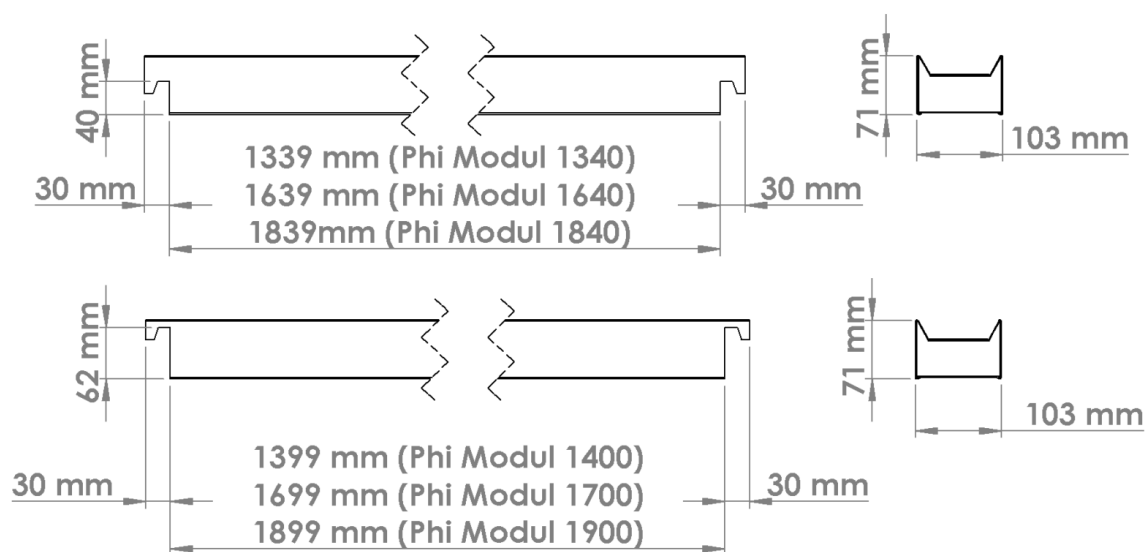 40 mm
71 mm
103 mm
1339 mm (Phi Modul 1340)
30 mm
1639 mm (Phi Modul 1640)
30 mm
1839mm (Phi Modul 1840)
62 mm
71 mm
103 mm
1399 mm (Phi Modul 1400)
30 mm
1699 mm (Phi Modul 1700)
30 mm
1899 mm (Phi Modul 1900)